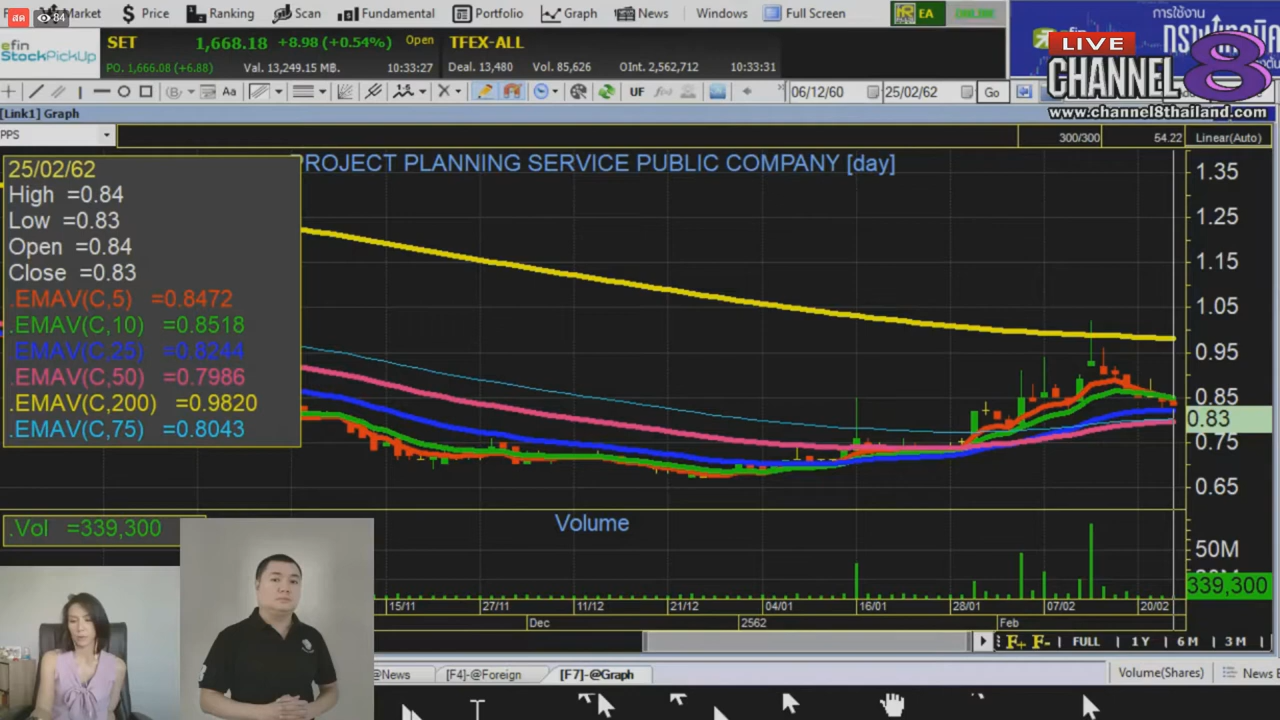 สด 84
Market $ Price Ranking Scan Fundamental Portfolio Graph News Windows Full Screen EA ONLINE
การใช้งาน
efin
StockPickUp
SET 1,668.18 +8.98 (+0.54%) Open TFEX-ALL
PO. 1,666.08 (+6.88) Val. 13,249.15 MB. 10:33:27 Deal. 13,480 Vol. 85,626 OInt. 2,562,712 10:33:31
LIVE
CHANNEL 8
www.channel8thailand.com
Aa UF 06/12/60 25/02/62 Go
[Link1] Graph
PPS 300/300 54.22 Linear(Auto)
PROJECT PLANNING SERVICE PUBLIC COMPANY [day]
25/02/62
High =0.84
Low =0.83
Open =0.84
Close =0.83
.EMAV(C,5) =0.8472
.EMAV(C,10) =0.8518
.EMAV(C,25) =0.8244
.EMAV(C,50) =0.7986
.EMAV(C,200) =0.9820
.EMAV(C,75) =0.8043
1.35
1.25
1.15
1.05
0.95
0.85
0.83
0.75
0.65
.Vol =339,300
Volume
50M
339,300
15/11 27/11 11/12 21/12 04/01 16/01 28/01 07/02 20/02
Dec 2562 Feb
F+ F- FULL 1Y 6M 3M
@News [F4]-@Foreign [F7]-@Graph Volume(Shares) News